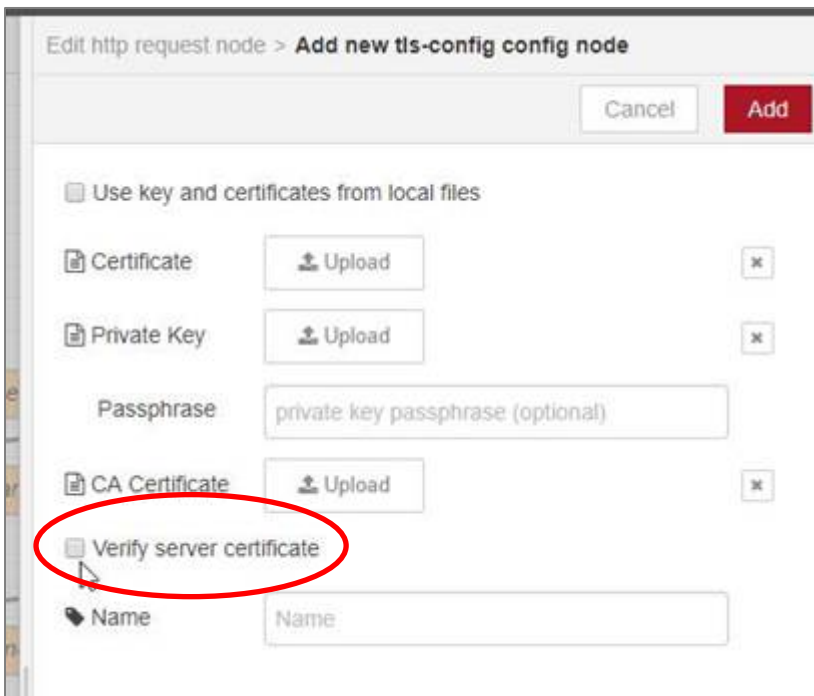 Edit http request node > Add new tls-config config node
Cancel Add
Use key and certificates from local files
Certificate Upload
Private Key Upload
Passphrase private key passphrase (optional)
CA Certificate Upload
Verify server certificate
Name Name